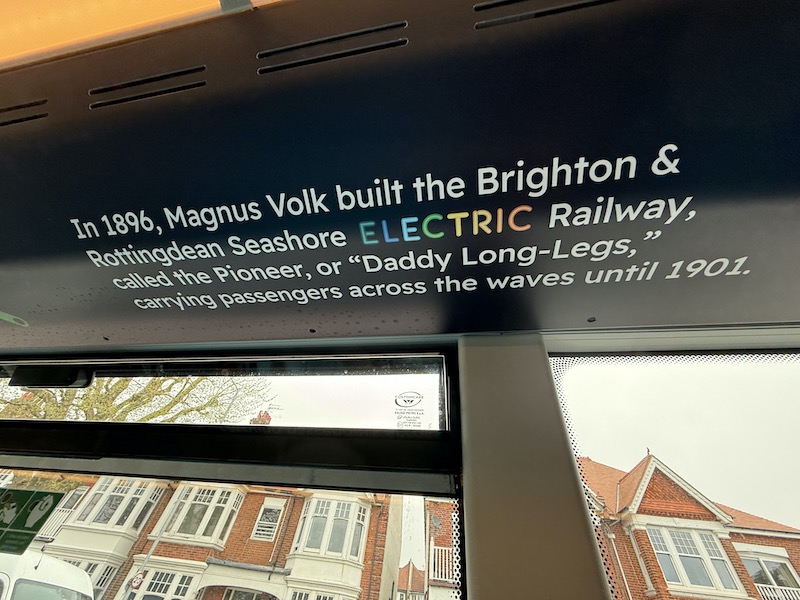 In 1896, Magnus Volk built the Brighton &
Rottingdean Seashore ELECTRIC Railway,
called the Pioneer, or “Daddy Long-Legs,”
carrying passengers across the waves until 1901.